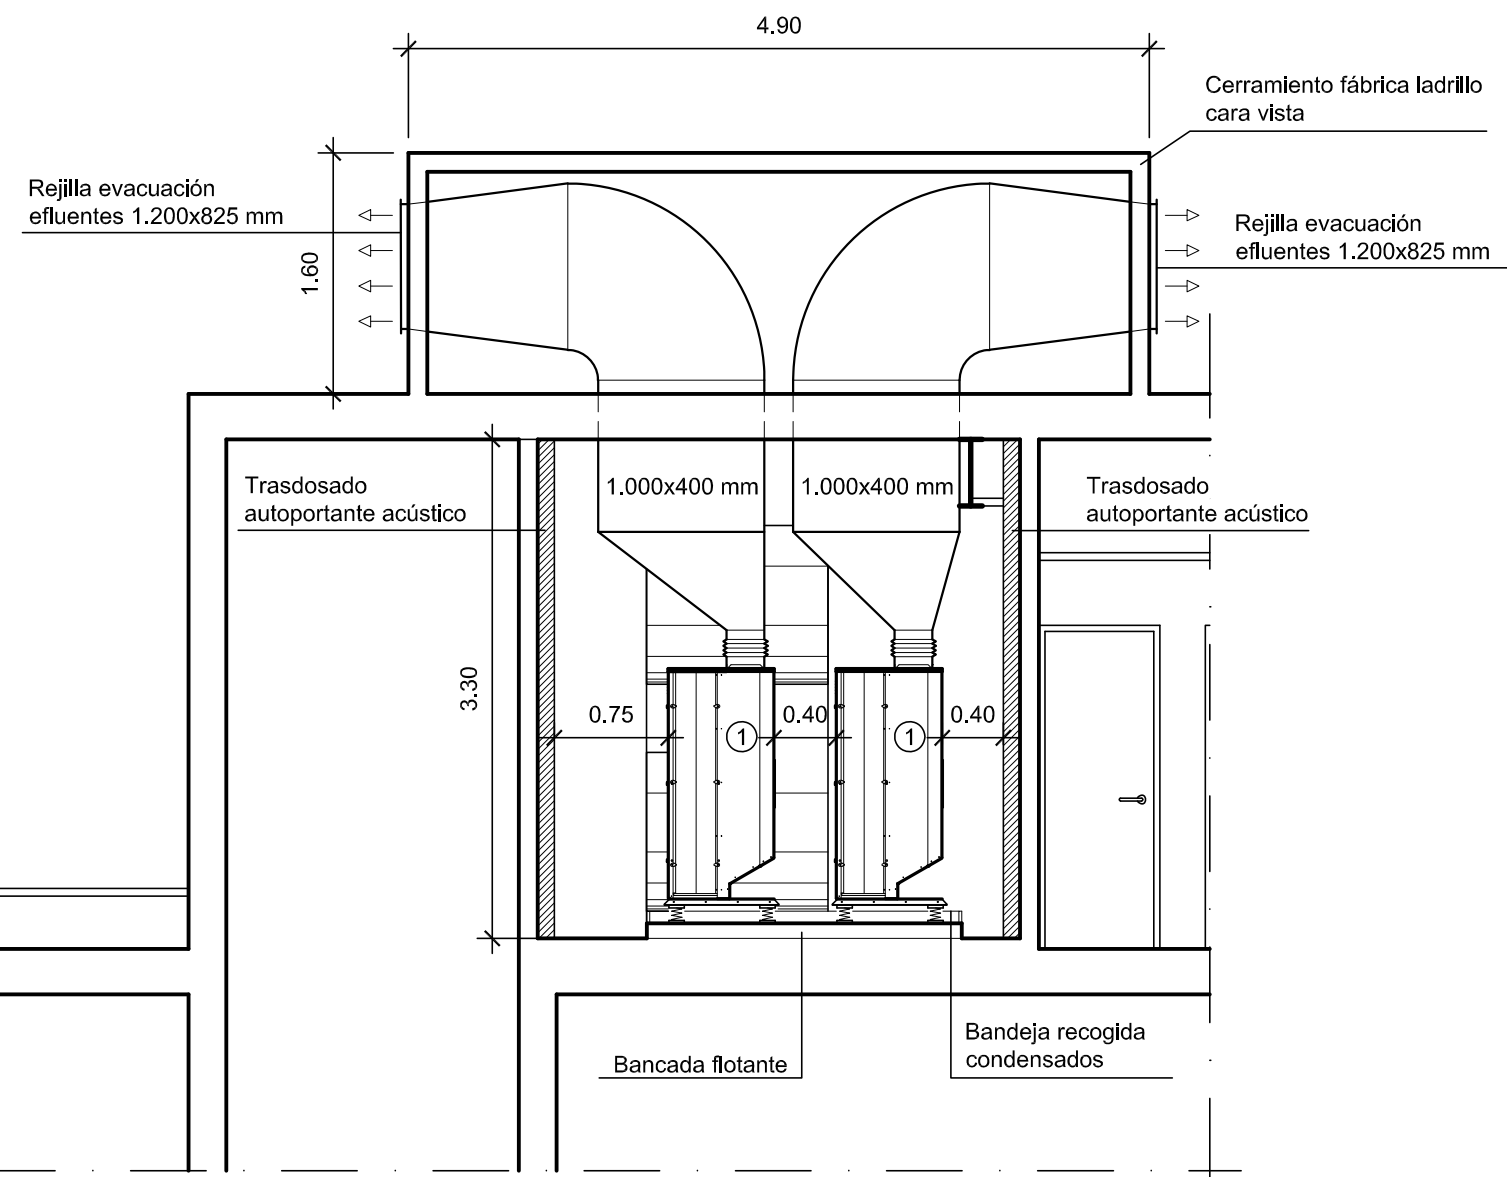 4.90
Cerramiento fábrica ladrillo
cara vista
Rejilla evacuación
efluentes 1.200x825 mm
Rejilla evacuación
efluentes 1.200x825 mm
1.60
Trasdosado
autoportante acústico
1.000x400 mm
1.000x400 mm
Trasdosado
autoportante acústico
3.30
0.75
1
0.40
1
0.40
Bancada flotante
Bandeja recogida
condensados